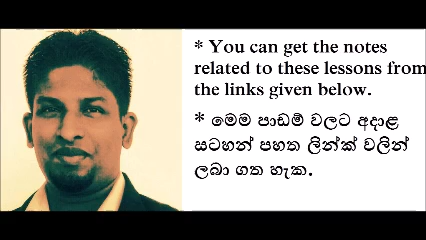 * You can get the notes
related to these lessons from
the links given below.
* මෙම පාඩම් වලට අදාළ
සටහන් පහත ලින්ක් වලින්
ලබා ගත හැක.